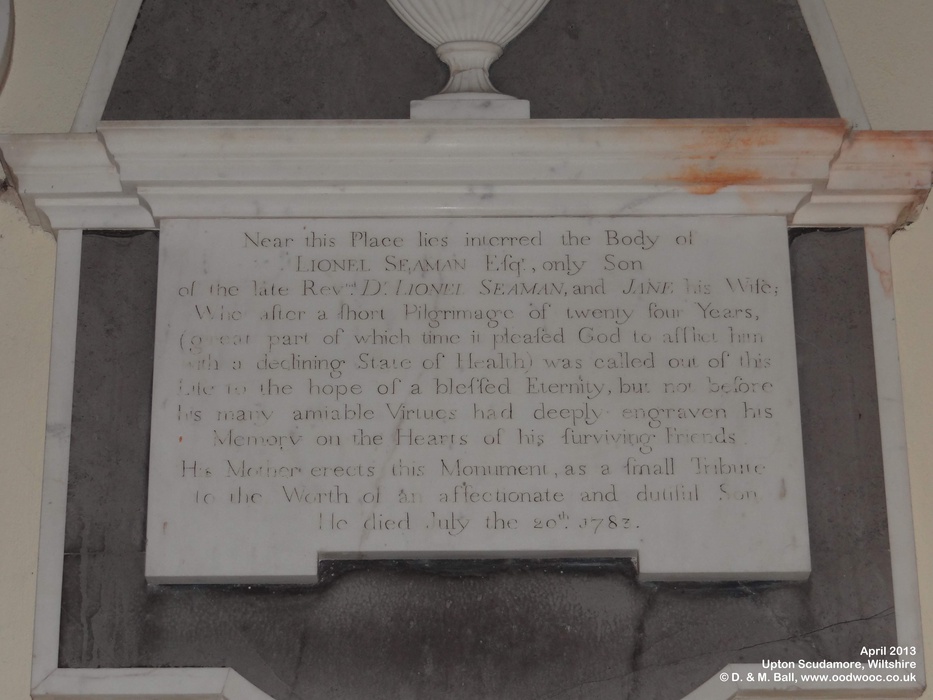 Near this Place lies interred the Body of
LIONEL SEAMAN Eſqr, only Son
of the late Revnd. Dr. LIONEL SEAMAN, and JANE his Wife;
Who after a ſhort Pilgrimage of twenty four Years,
(great part of which time it pleaſed God to afflict him
with a declining State of Health) was called out of this
Life to the hope of a bleſſed Eternity, but not before
his many amiable Virtues had deeply engraven his
Memory on the Hearts of his ſurviving Friends.
His Mother erects this Monument, as a ſmall Tribute
to the Worth of an affectionate and dutiful Son
He died July the 20th. 1783.
April 2013
Upton Scudamore, Wiltshire
© D. & M. Ball, www.oodwooc.co.uk